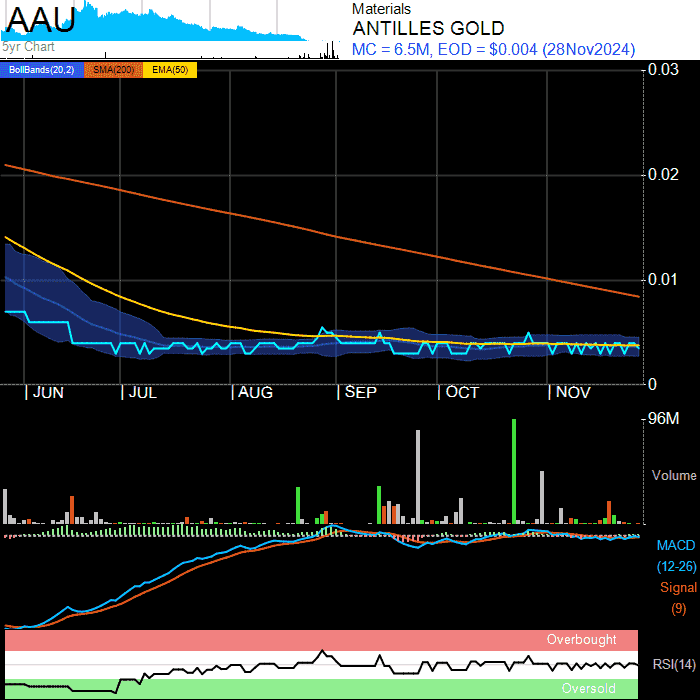 AAU
5yr Chart
Materials
ANTILLES GOLD
MC = 6.5M, EOD = $0.004 (28Nov2024)
BollBands(20,2) SMA(200) EMA(50)
0.03
0.02
0.01
0
JUN JUL AUG SEP OCT NOV
96M
Volume
MACD
(12-26)
Signal
(9)
Overbought
RSI(14)
Oversold